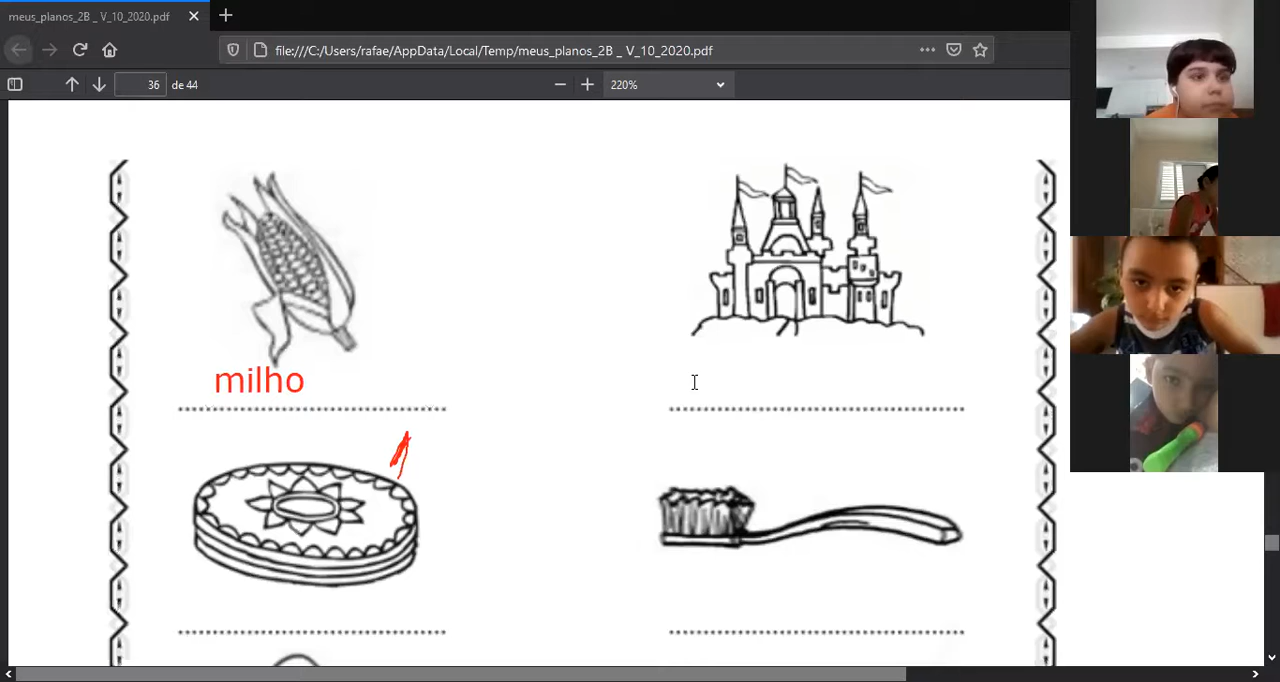 meus_planos_2B _ V_10_2020.pdf
file:///C:/Users/rafae/AppData/Local/Temp/meus_planos_2B _ V_10_2020.pdf
36 de 44
220%
milho